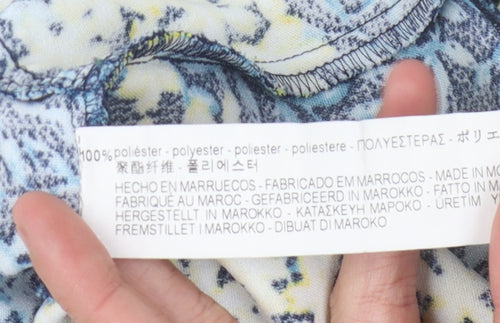 100% poliéster - polyester - poliester - poliestere - ΠΟΛΥΕΣΤΕΡΑΣ - ポリエ
聚酯纤维 - 폴리에스터
HECHO EN MARRUECOS - FABRICADO EM MARROCOS - MADE IN MO
FABRIQUÉ AU MAROC - GEFABRICEERD IN MAROKKO - FATTO IN M
HERGESTELLT IN MAROKKO - ΚΑΤΑΣΚΕΥΗ ΜΑΡΟΚΟ - ÜRETİM Y
FREMSTILLET I MAROKKO - DIBUAT DI MAROKO